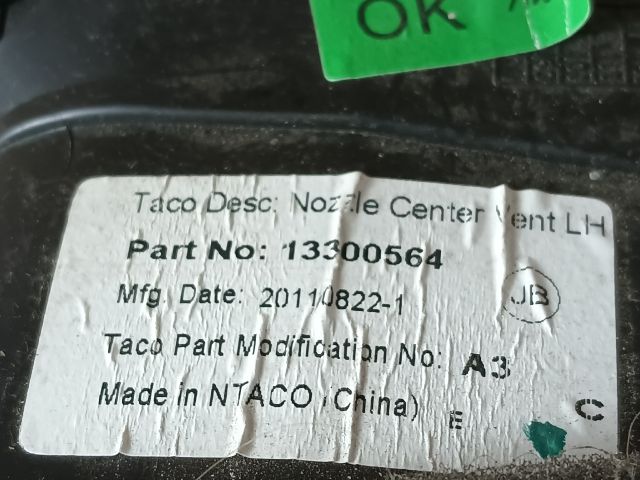 OK
Taco Desc: Nozzle Center Vent LH
Part No: 13300564
Mfg. Date: 20110822-1
JB
Taco Part Modification No: A3
Made in NTACO (China) E C